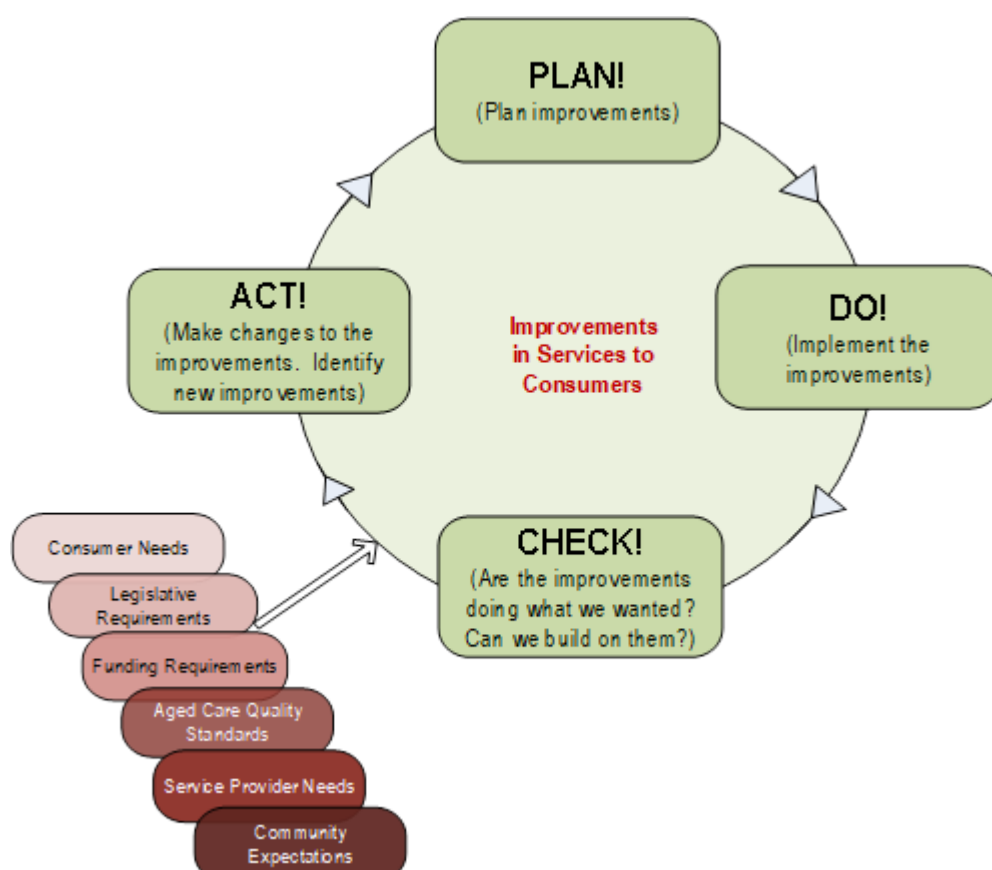 PLAN!
(Plan improvements)
ACT!
(Make changes to the
improvements.  Identify
new improvements)
Improvements
in Services to
Consumers
DO!
(Implement the
improvements)
CHECK!
(Are the improvements
doing what we wanted?
Can we build on them?)
Consumer Needs
Legislative
Requirements
Funding Requirements
Aged Care Quality
Standards
Service Provider Needs
Community
Expectations